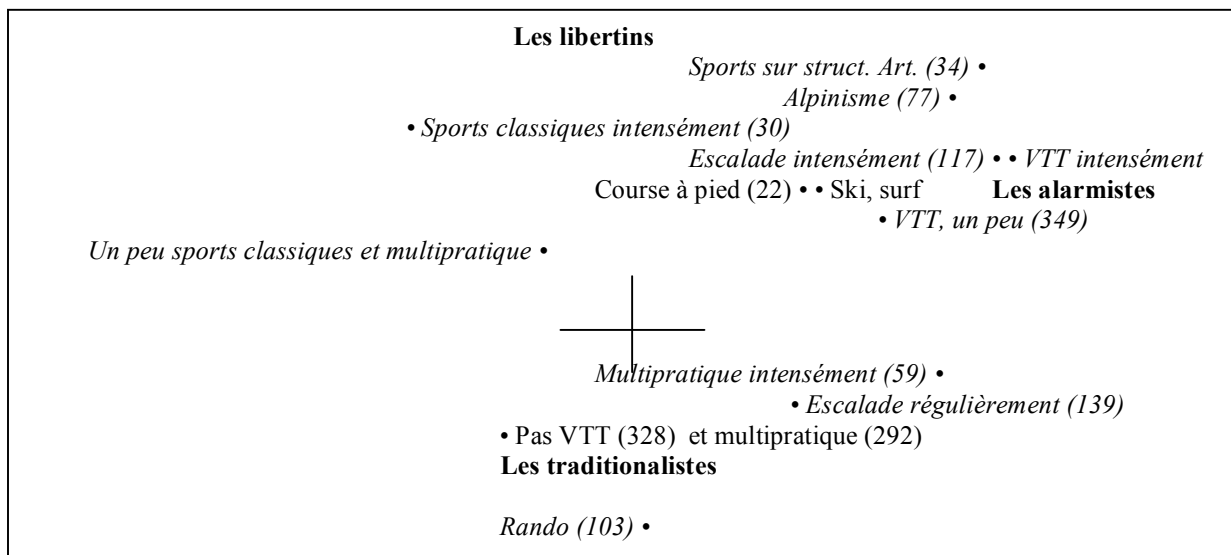 Les libertins
Sports sur struct. Art. (34) •
Alpinisme (77) •
• Sports classiques intensément (30)
Escalade intensément (117) • • VTT intensément
Course à pied (22) • • Ski, surf Les alarmistes
• VTT, un peu (349)
Un peu sports classiques et multipratique •
Multipratique intensément (59) •
• Escalade régulièrement (139)
• Pas VTT (328) et multipratique (292)
Les traditionalistes
Rando (103) •